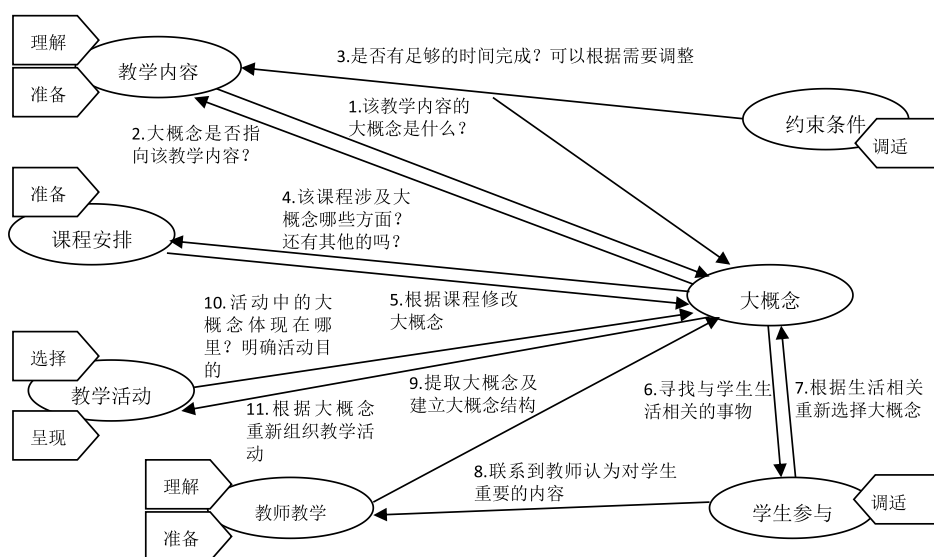 理解
教学内容
准备
3.是否有足够的时间完成？可以根据需要调整
1.该教学内容的
大概念是什么？
2.大概念是否指
向该教学内容？
约束条件
调适
准备
课程安排
4.该课程涉及大
概念哪些方面？
还有其他的吗？
大概念
10.活动中的大
概念体现在哪
里？明确活动目
的
5.根据课程修改
大概念
选择
教学活动
呈现
9.提取大概念及
建立大概念结构
6.寻找与学生生
活相关的事物
7.根据生活相关
重新选择大概念
11.根据大概念
重新组织教学活
动
理解
教师教学
准备
8.联系到教师认为对学生
重要的内容
学生参与
调适